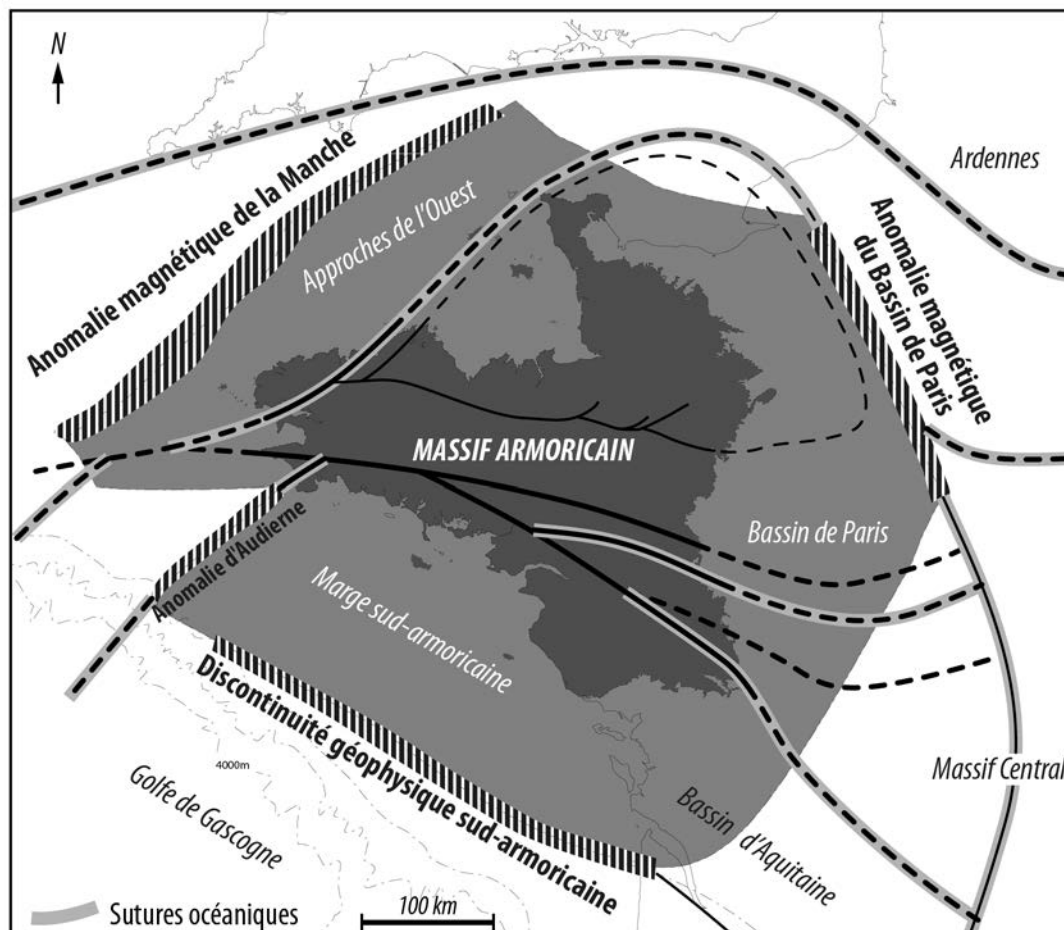 N
Anomalie magnétique de la Manche
Approches de l'Ouest
Ardennes
Anomalie magnétique
du Bassin de Paris
MASSIF ARMORICAIN
Bassin de Paris
Anomalie d'Audierne
Marge sud-armoricaine
Discontinuité géophysique sud-armoricaine
Massif Central
4000m
Golfe de Gascogne
Bassin
d'Aquitaine
Sutures océaniques
100 km